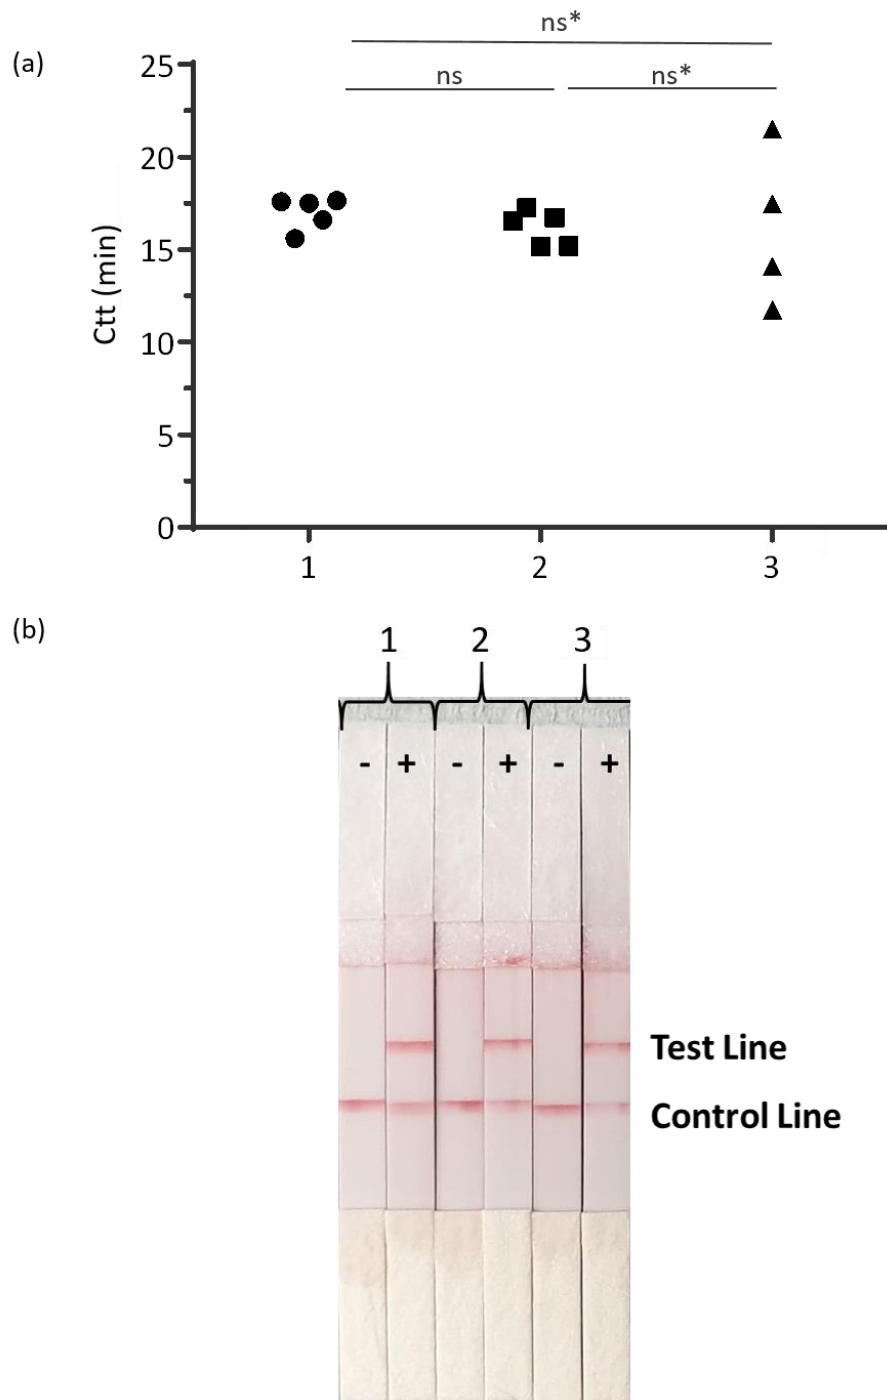 (a)
ns*
ns
ns*
Ctt (min)
25
20
15
10
5
0
1
2
3
(b)
1
2
3
- + - + - +
Test Line
Control Line